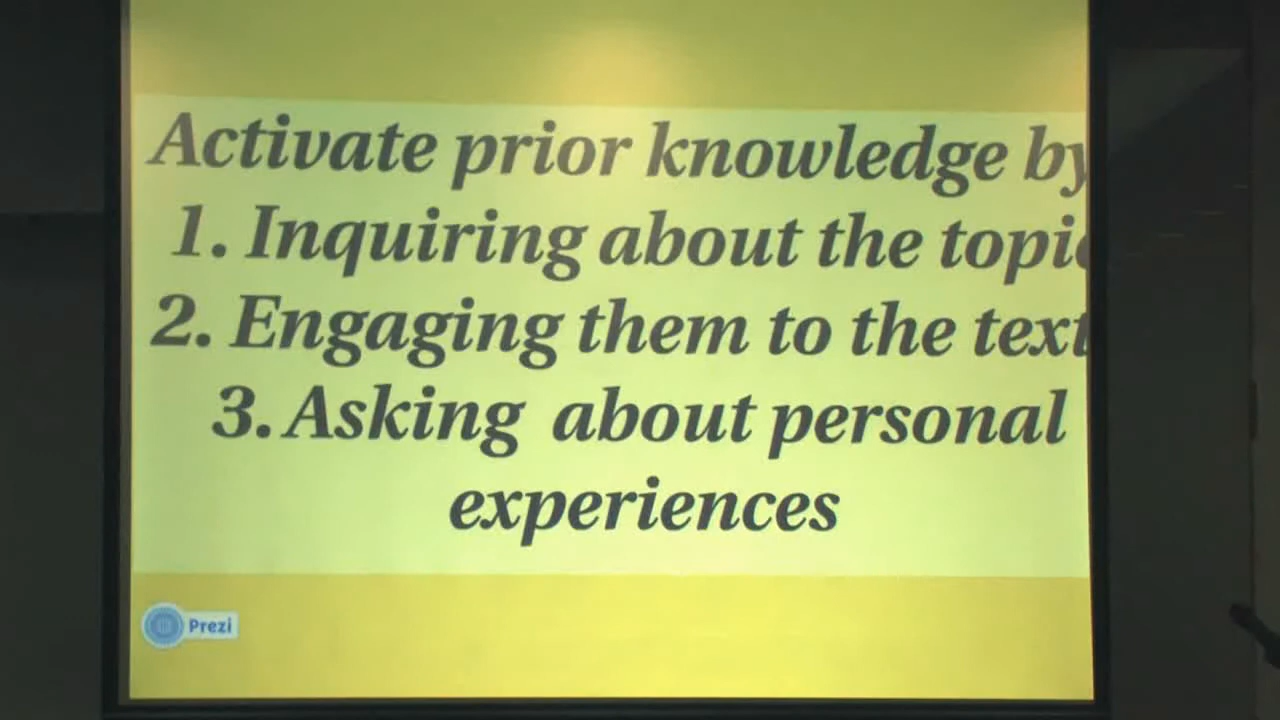 Activate prior knowledge by
1. Inquiring about the topic
2. Engaging them to the text
3. Asking about personal
experiences
Prezi